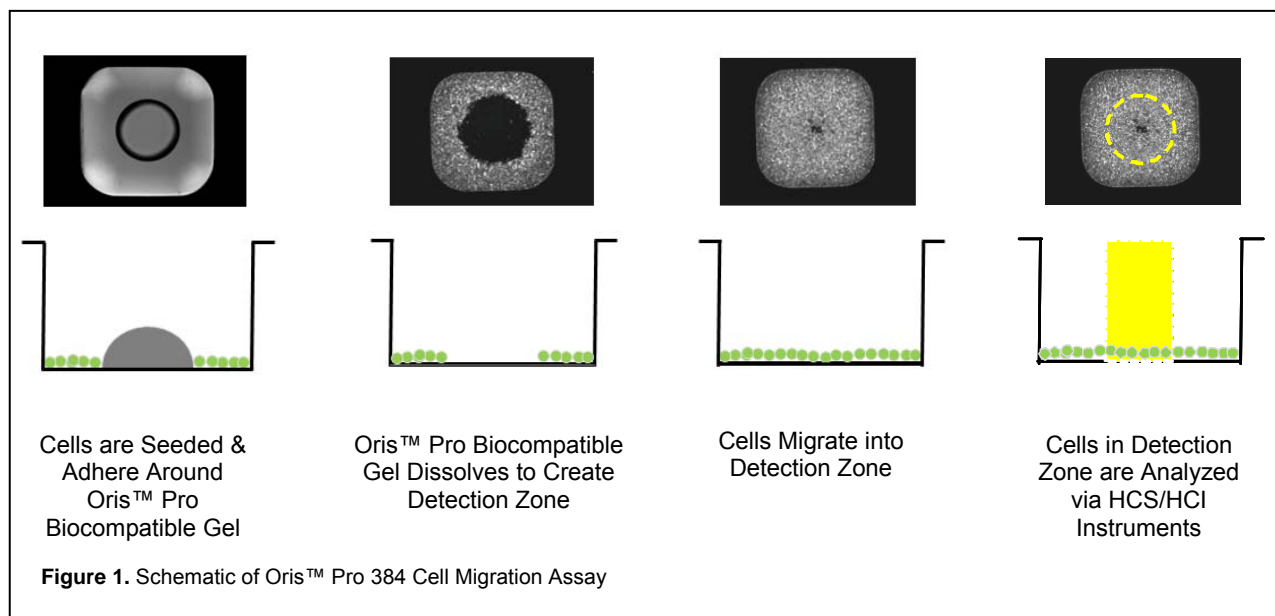 Cells are Seeded &
Adhere Around
Oris™ Pro
Biocompatible Gel
Oris™ Pro Biocompatible
Gel Dissolves to Create
Detection Zone
Cells Migrate into
Detection Zone
Cells in Detection
Zone are Analyzed
via HCS/HCI
Instruments
Figure 1. Schematic of Oris™ Pro 384 Cell Migration Assay